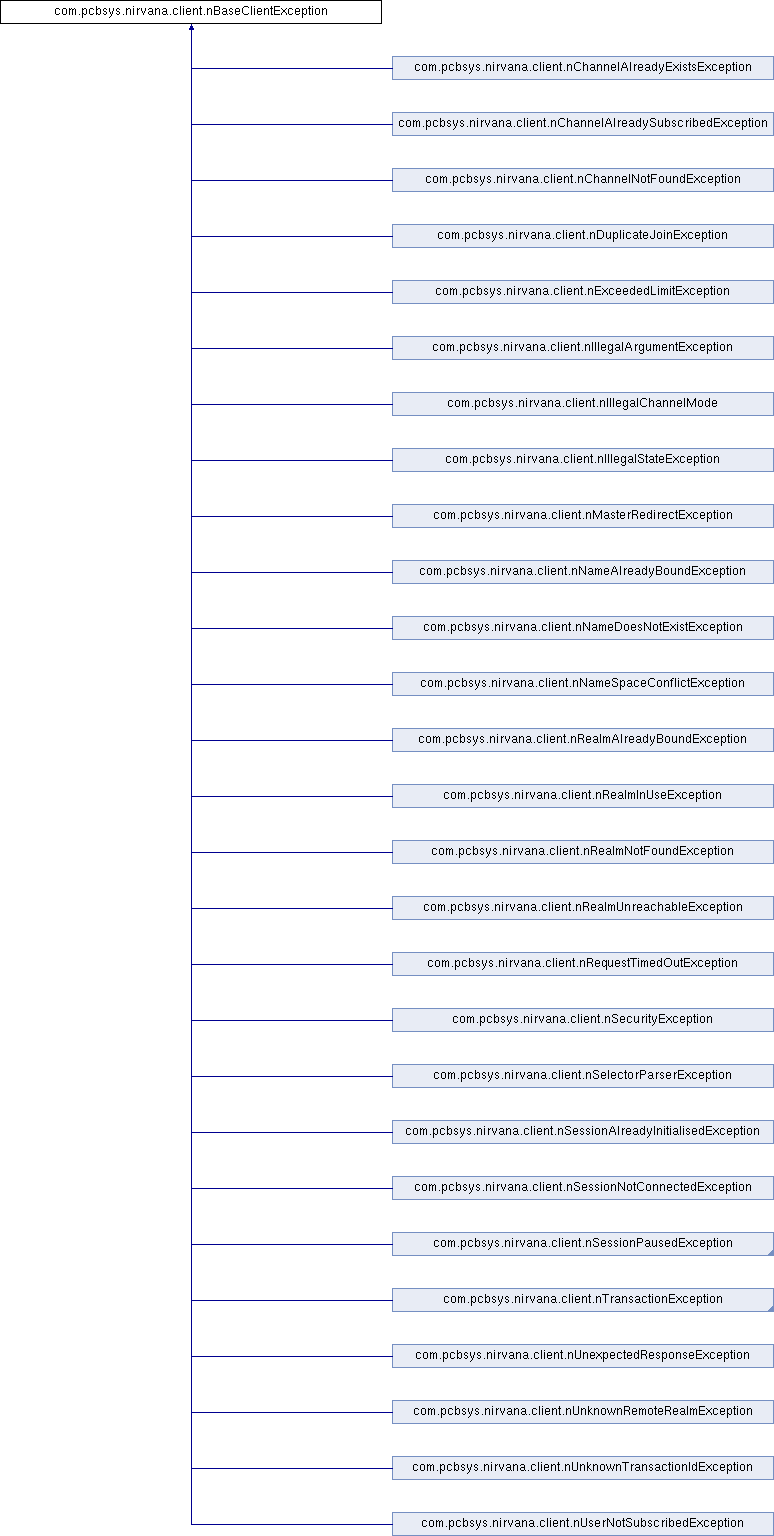 com.pcbsys.nirvana.client.nBaseClientException
com.pcbsys.nirvana.client.nChannelAlreadyExistsException
com.pcbsys.nirvana.client.nChannelAlreadySubscribedException
com.pcbsys.nirvana.client.nChannelNotFoundException
com.pcbsys.nirvana.client.nDuplicateJoinException
com.pcbsys.nirvana.client.nExceededLimitException
com.pcbsys.nirvana.client.nIllegalArgumentException
com.pcbsys.nirvana.client.nIllegalChannelMode
com.pcbsys.nirvana.client.nIllegalStateException
com.pcbsys.nirvana.client.nMasterRedirectException
com.pcbsys.nirvana.client.nNameAlreadyBoundException
com.pcbsys.nirvana.client.nNameDoesNotExistException
com.pcbsys.nirvana.client.nNameSpaceConflictException
com.pcbsys.nirvana.client.nRealmAlreadyBoundException
com.pcbsys.nirvana.client.nRealmInUseException
com.pcbsys.nirvana.client.nRealmNotFoundException
com.pcbsys.nirvana.client.nRealmUnreachableException
com.pcbsys.nirvana.client.nRequestTimedOutException
com.pcbsys.nirvana.client.nSecurityException
com.pcbsys.nirvana.client.nSelectorParserException
com.pcbsys.nirvana.client.nSessionAlreadyInitialisedException
com.pcbsys.nirvana.client.nSessionNotConnectedException
com.pcbsys.nirvana.client.nSessionPausedException
com.pcbsys.nirvana.client.nTransactionException
com.pcbsys.nirvana.client.nUnexpectedResponseException
com.pcbsys.nirvana.client.nUnknownRemoteRealmException
com.pcbsys.nirvana.client.nUnknownTransactionIdException
com.pcbsys.nirvana.client.nUserNotSubscribedException